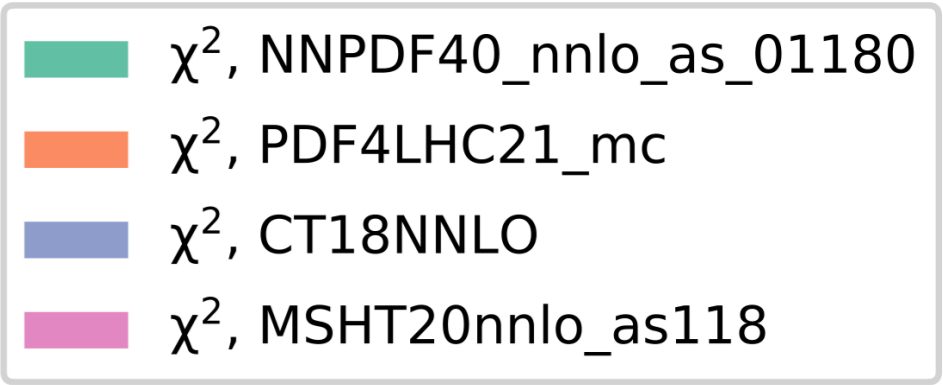 χ², NNPDF40_nnlo_as_01180
χ², PDF4LHC21_mc
χ², CT18NNLO
χ², MSHT20nnlo_as118